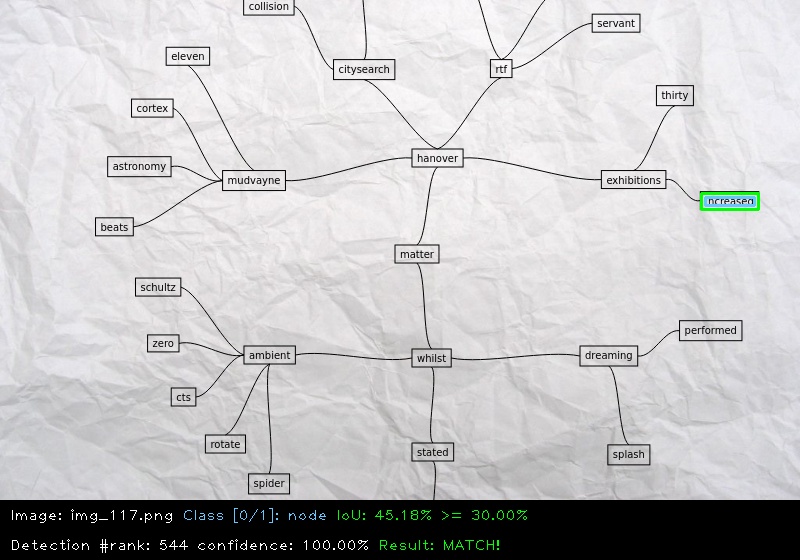 collision
servant
eleven
citysearch
rtf
thirty
cortex
hanover
astronomy
mudvayne
exhibitions
increased
beats
matter
schultz
performed
zero
ambient
whilst
dreaming
cts
rotate
stated
splash
spider
Image: img_117.png Class [0/1]: node IoU: 45.18% >= 30.00%
Detection #rank: 544 confidence: 100.00% Result: MATCH!